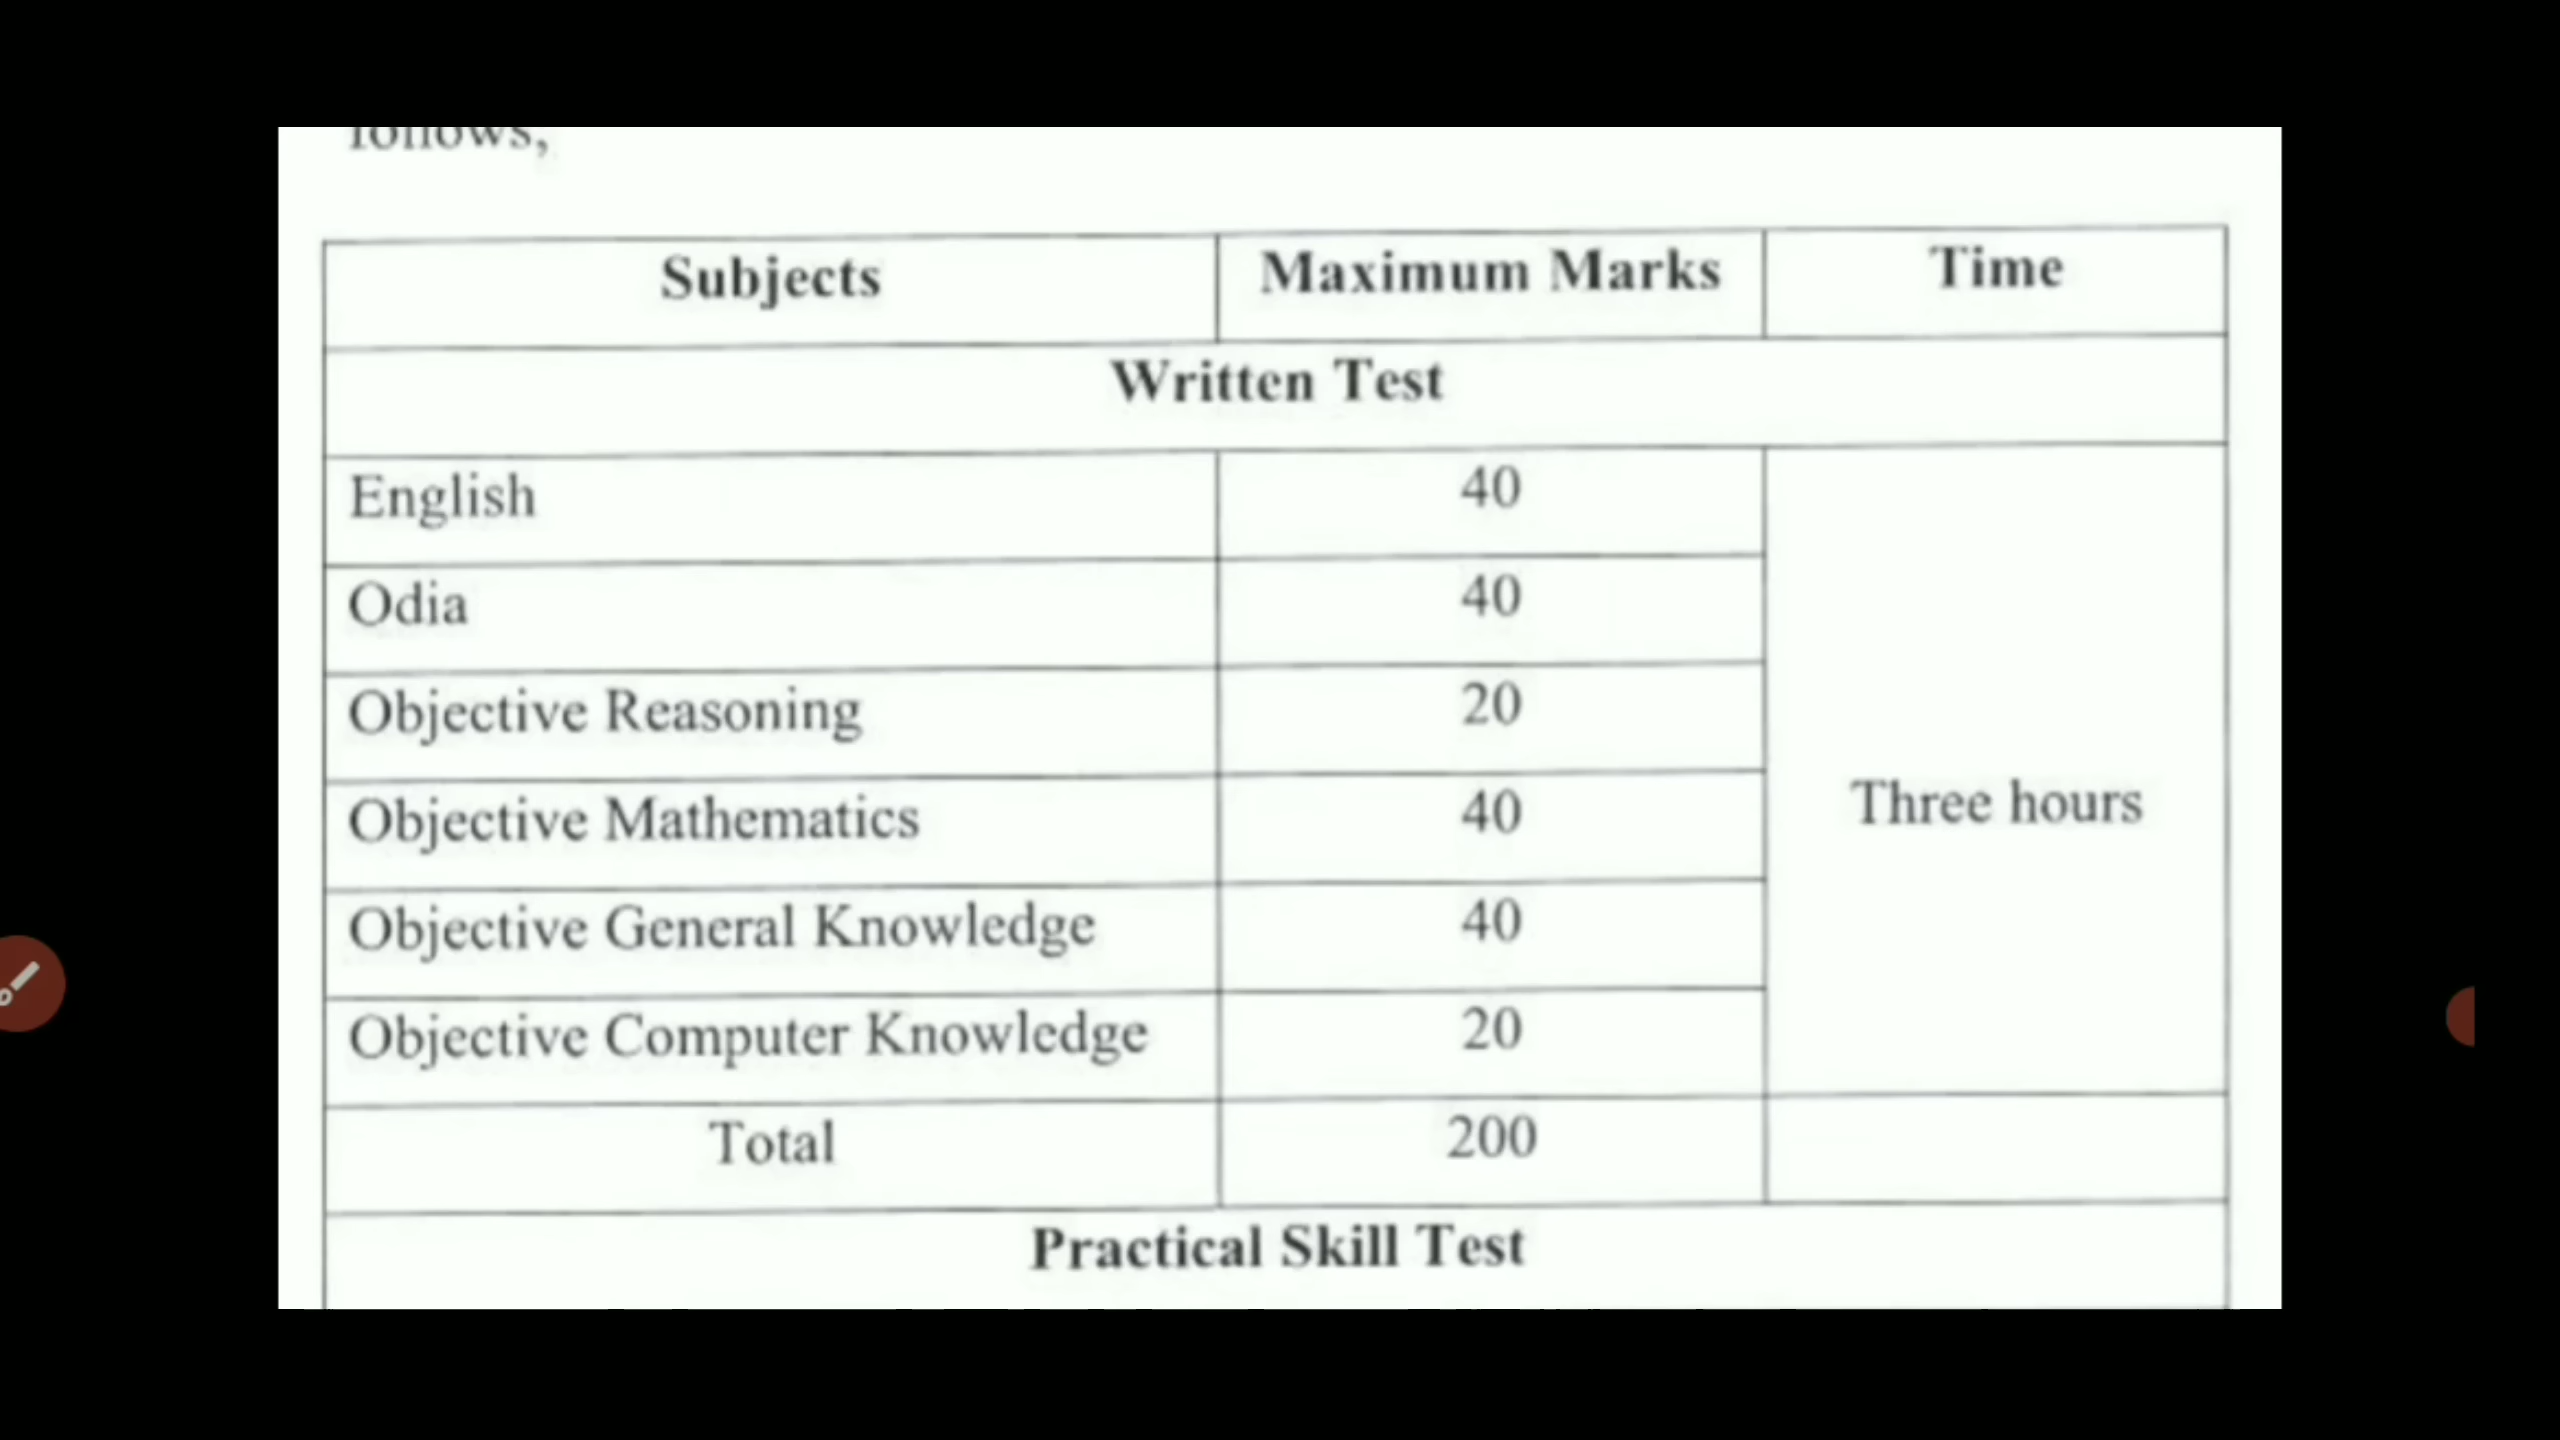 follows,
Subjects Maximum Marks Time
Written Test
English 40
Odia 40
Objective Reasoning 20
Objective Mathematics 40
Three hours
Objective General Knowledge 40
Objective Computer Knowledge 20
Total 200
Practical Skill Test